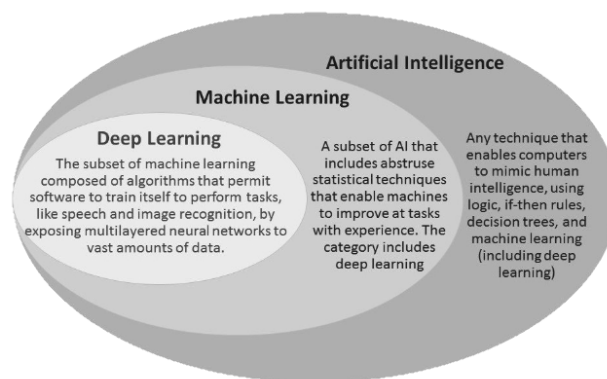 Artificial Intelligence
Machine Learning
Deep Learning
The subset of machine learning
composed of algorithms that permit
software to train itself to perform tasks,
like speech and image recognition, by
exposing multilayered neural networks to
vast amounts of data.
A subset of AI that
includes abstruse
statistical techniques
that enable machines
to improve at tasks
with experience. The
category includes
deep learning
Any technique that
enables computers
to mimic human
intelligence, using
logic, if-then rules,
decision trees, and
machine learning
(including deep
learning)